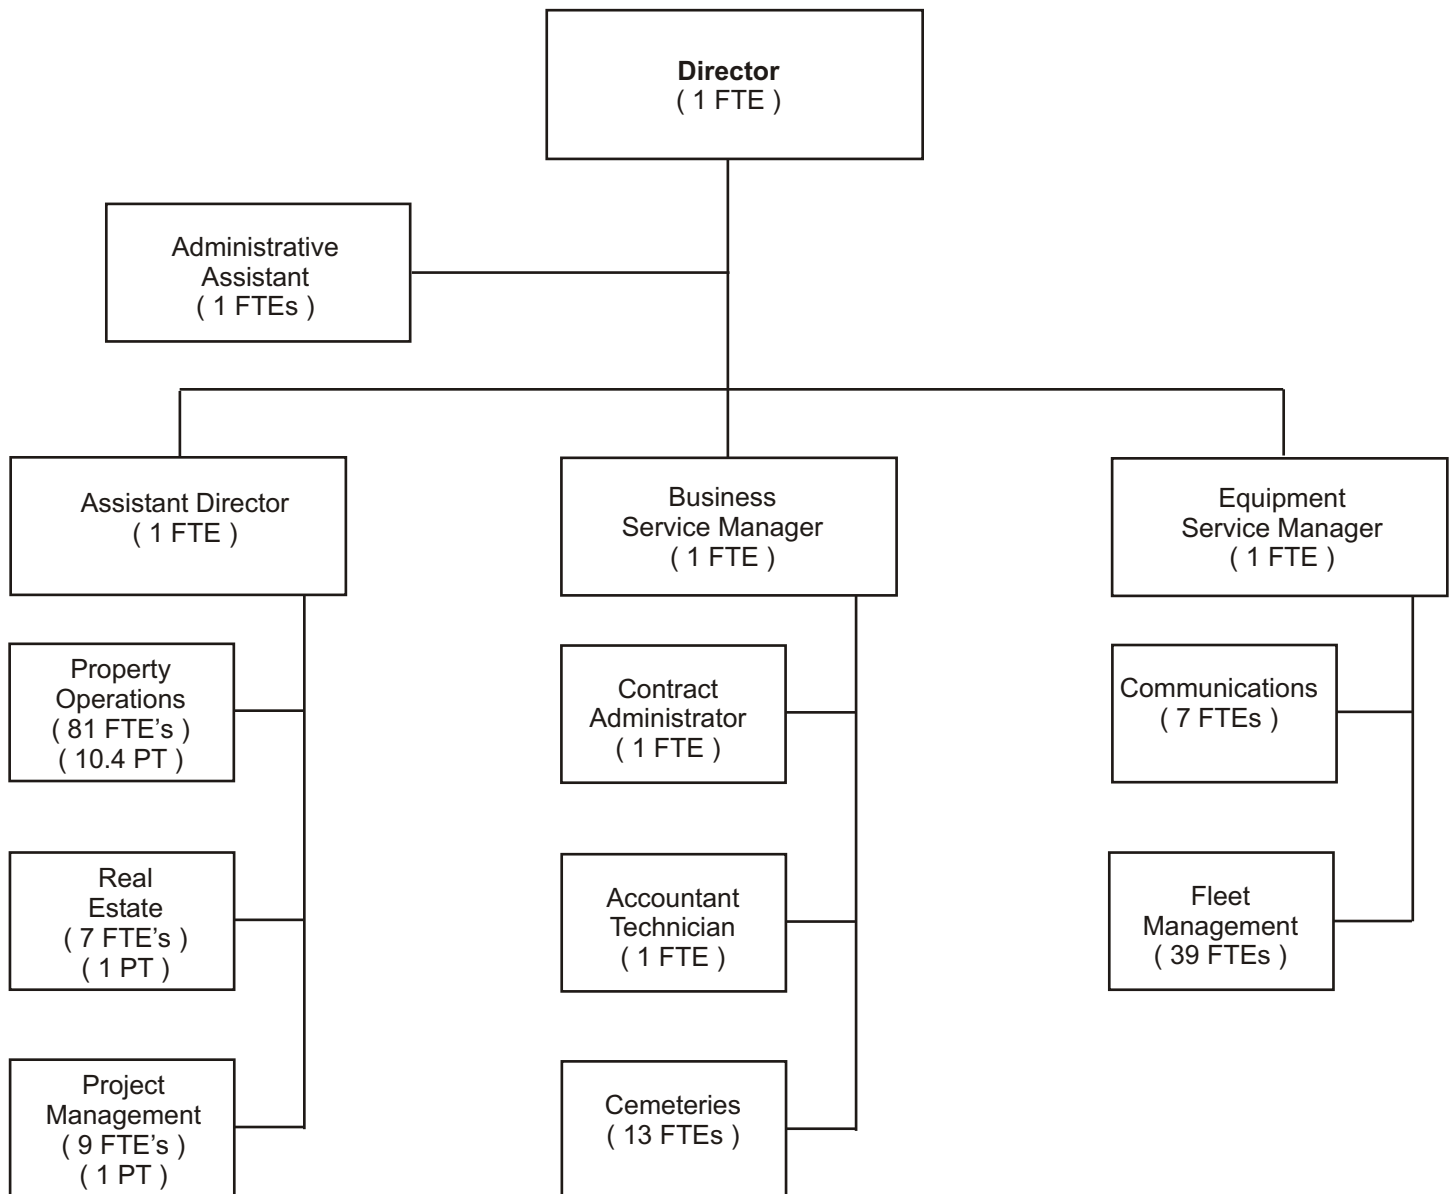 Director
( 1 FTE )
Administrative
Assistant
( 1 FTEs )
Assistant Director
( 1 FTE )
Business
Service Manager
( 1 FTE )
Equipment
Service Manager
( 1 FTE )
Property
Operations
( 81 FTE's )
( 10.4 PT )
Contract
Administrator
( 1 FTE )
Communications
( 7 FTEs )
Real
Estate
( 7 FTE's )
( 1 PT )
Accountant
Technician
( 1 FTE )
Fleet
Management
( 39 FTEs )
Project
Management
( 9 FTE's )
( 1 PT )
Cemeteries
( 13 FTEs )